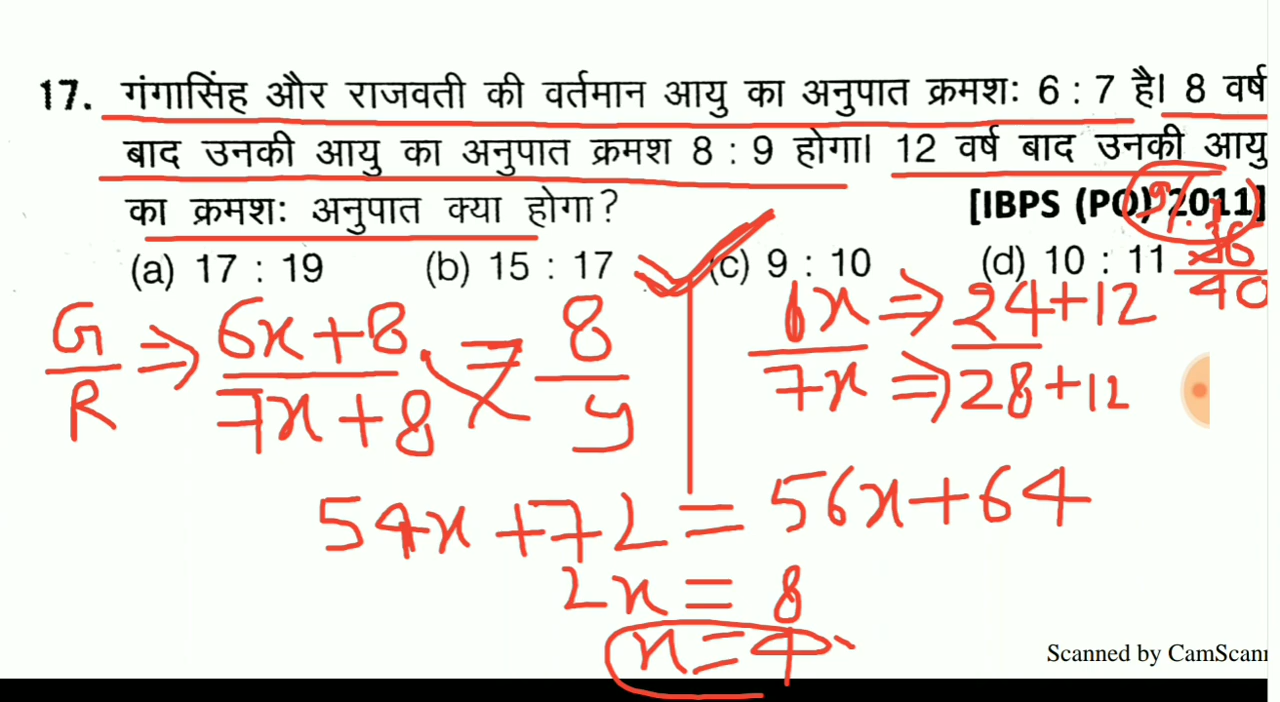 17. गंगासिंह और राजवती की वर्तमान आयु का अनुपात क्रमशः 6 : 7 है। 8 वर्ष
बाद उनकी आयु का अनुपात क्रमश 8 : 9 होगा। 12 वर्ष बाद उनकी आयु
का क्रमशः अनुपात क्या होगा? [IBPS (PO) 2011]
(a) 17 : 19 (b) 15 : 17 (c) 9 : 10 (d) 10 : 11
G/R ⇒ (6x+8)/(7x+8) = 8/9
6x ⇒ 24+12
7x ⇒ 28+12
54x + 72 = 56x + 64
2x = 8
x = 4
40
Scanned by CamScan